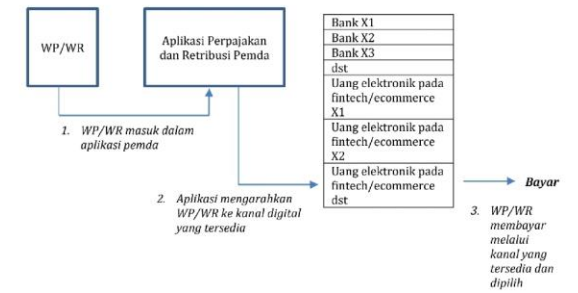 WP/WR
Aplikasi Perpajakan
dan Retribusi Pemda
Bank X1
Bank X2
Bank X3
dst
Uang elektronik pada
fintech/ecommerce
X1
Uang elektronik pada
fintech/ecommerce
X2
Uang elektronik pada
fintech/ecommerce
dst
1. WP/WR masuk dalam
aplikasi pemda
2. Aplikasi mengarahkan
WP/WR ke kanal digital
yang tersedia
Bayar
3. WP/WR
membayar
melalui
kanal yang
tersedia dan
dipilih